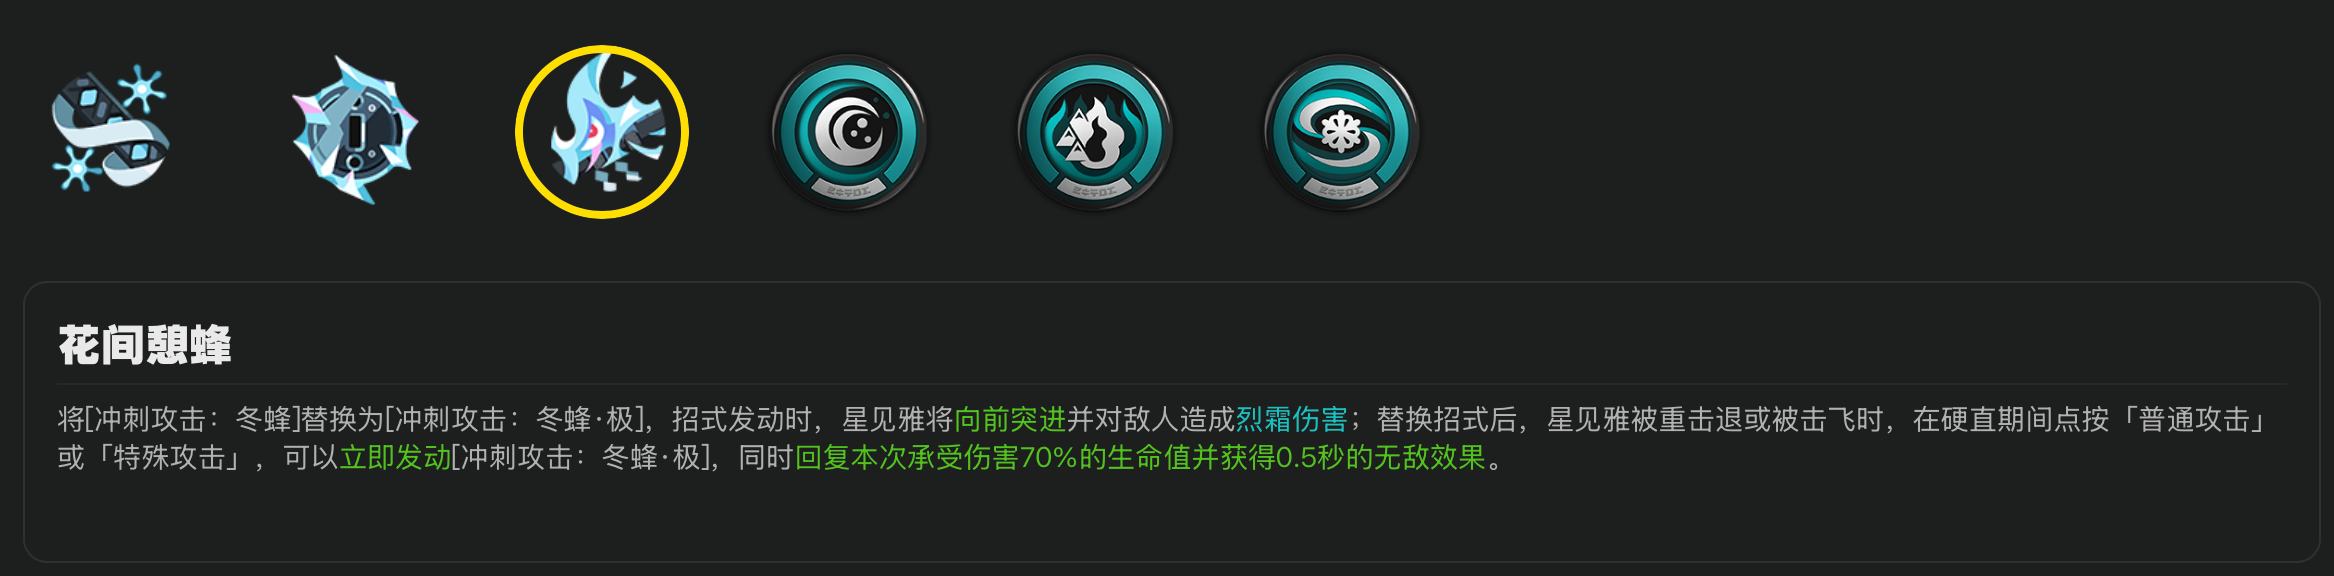 花间憩蜂
将[冲刺攻击：冬蜂]替换为[冲刺攻击：冬蜂·极]，招式发动时，星见雅将向前突进并对敌人造成烈霜伤害；替换招式后，星见雅被重击退或被击飞时，在硬直期间点按「普通攻击」
或「特殊攻击」，可以立即发动[冲刺攻击：冬蜂·极]，同时回复本次承受伤害70%的生命值并获得0.5秒的无敌效果。